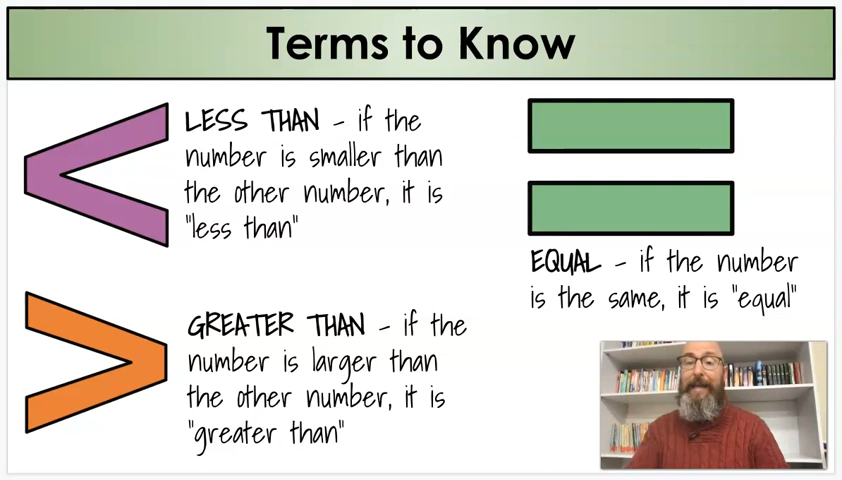 Terms to Know
LESS THAN - if the
number is smaller than
the other number, it is
"less than"
GREATER THAN - if the
number is larger than
the other number, it is
"greater than"
EQUAL - if the number
is the same, it is "equal"